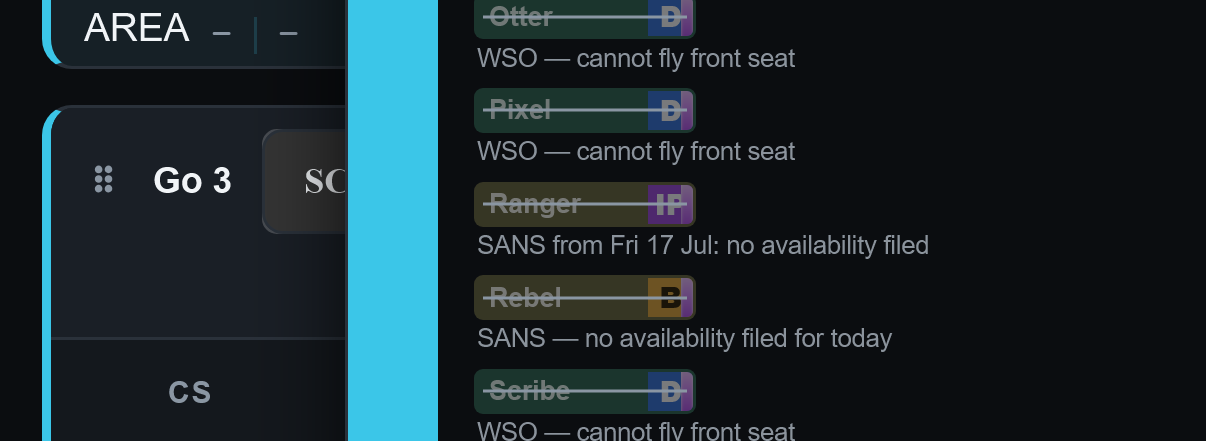 AREA – –
Go 3
SC
CS
Otter D
WSO — cannot fly front seat
Pixel D
WSO — cannot fly front seat
Ranger IP
SANS from Fri 17 Jul: no availability filed
Rebel B
SANS — no availability filed for today
Scribe D
WSO — cannot fly front seat